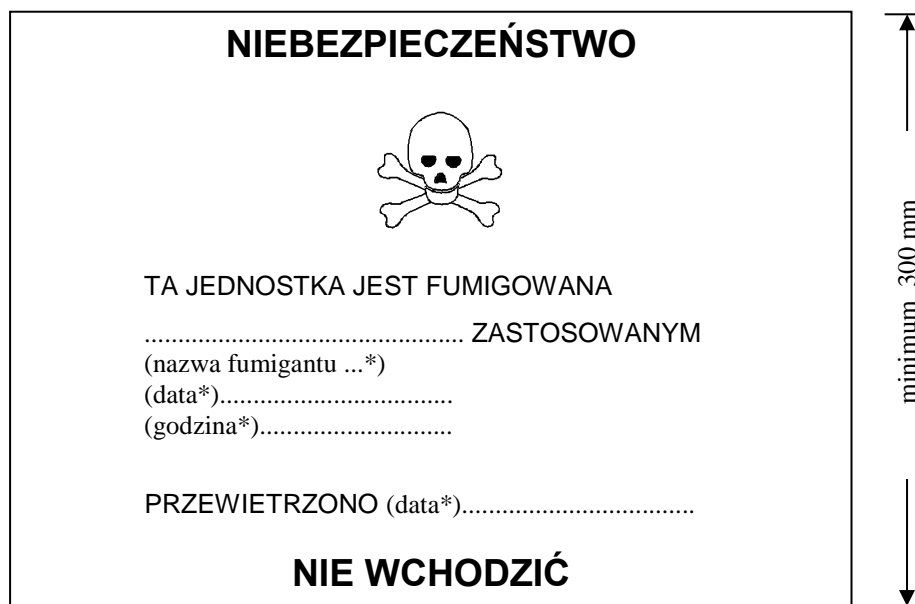 NIEBEZPIECZEŃSTWO
TA JEDNOSTKA JEST FUMIGOWANA
................................................ ZASTOSOWANYM
(nazwa fumigantu ...*)
(data*)...................................
(godzina*).............................
PRZEWIETRZONO (data*)...................................
NIE WCHODZIĆ
minimum 300 mm